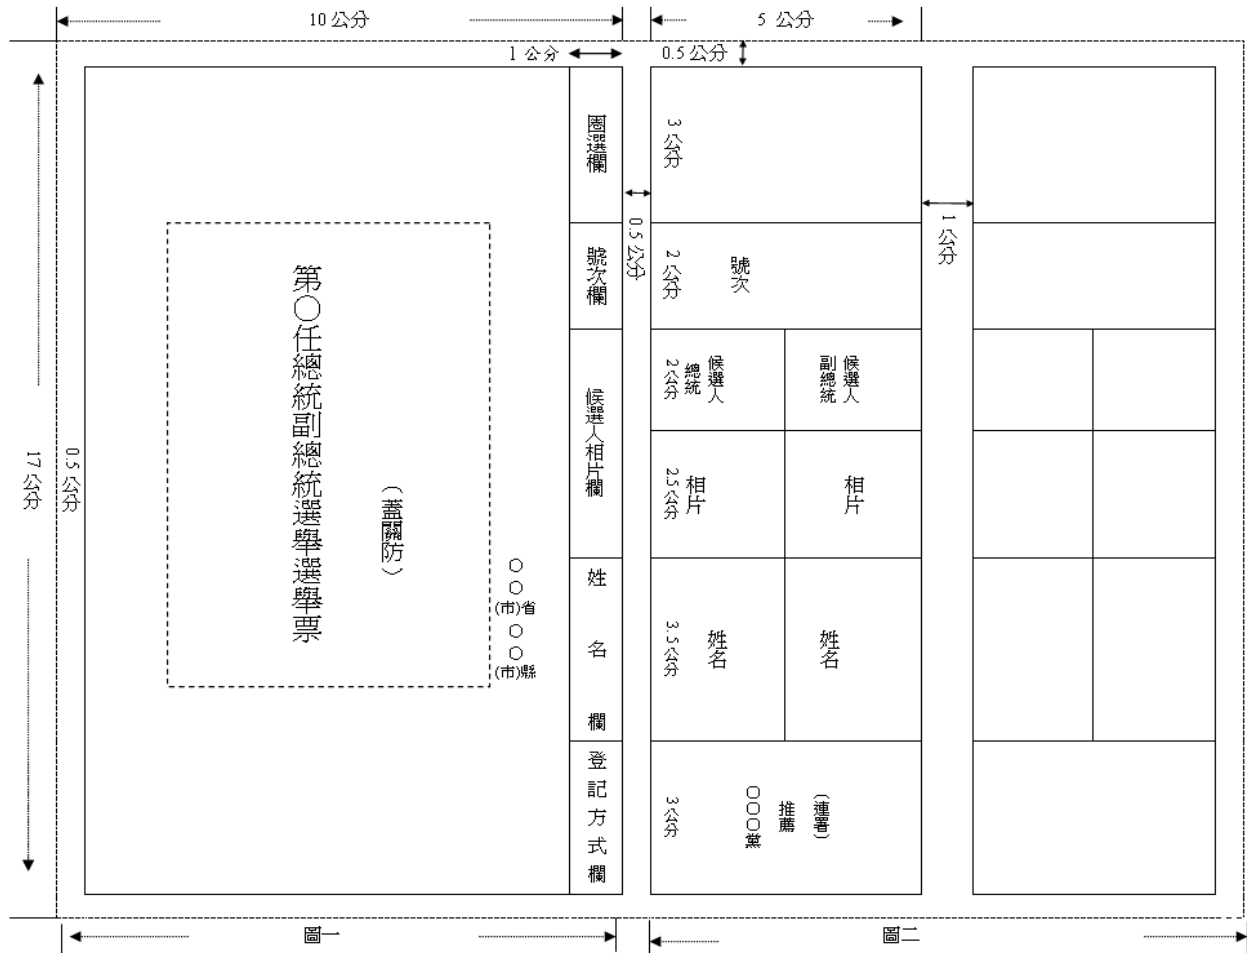 10 公分
5 公分
1 公分
0.5 公分
17 公分
0.5 公分
第○任總統副總統選舉選舉票
（蓋關防）
○○(市)省○○(市)縣
圈選欄
號次欄
候選人相片欄
姓名欄
登記方式欄
0.5 公分
3 公分
2 公分
號次
2 公分
總統
候選人
副總統
候選人
2.5 公分
相片
相片
3.5 公分
姓名
姓名
3 公分
○○○黨
推薦
（連署）
1 公分
圖一
圖二